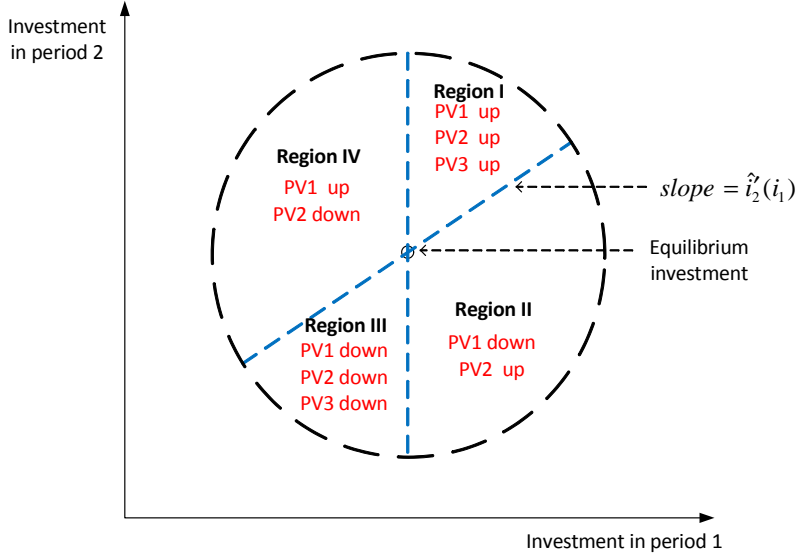 Investment
in period 2
Region I
PV1 up
PV2 up
PV3 up
Region IV
PV1 up
PV2 down
slope = î₂′(i₁)
Equilibrium
investment
Region II
PV1 down
PV2 up
Region III
PV1 down
PV2 down
PV3 down
Investment in period 1